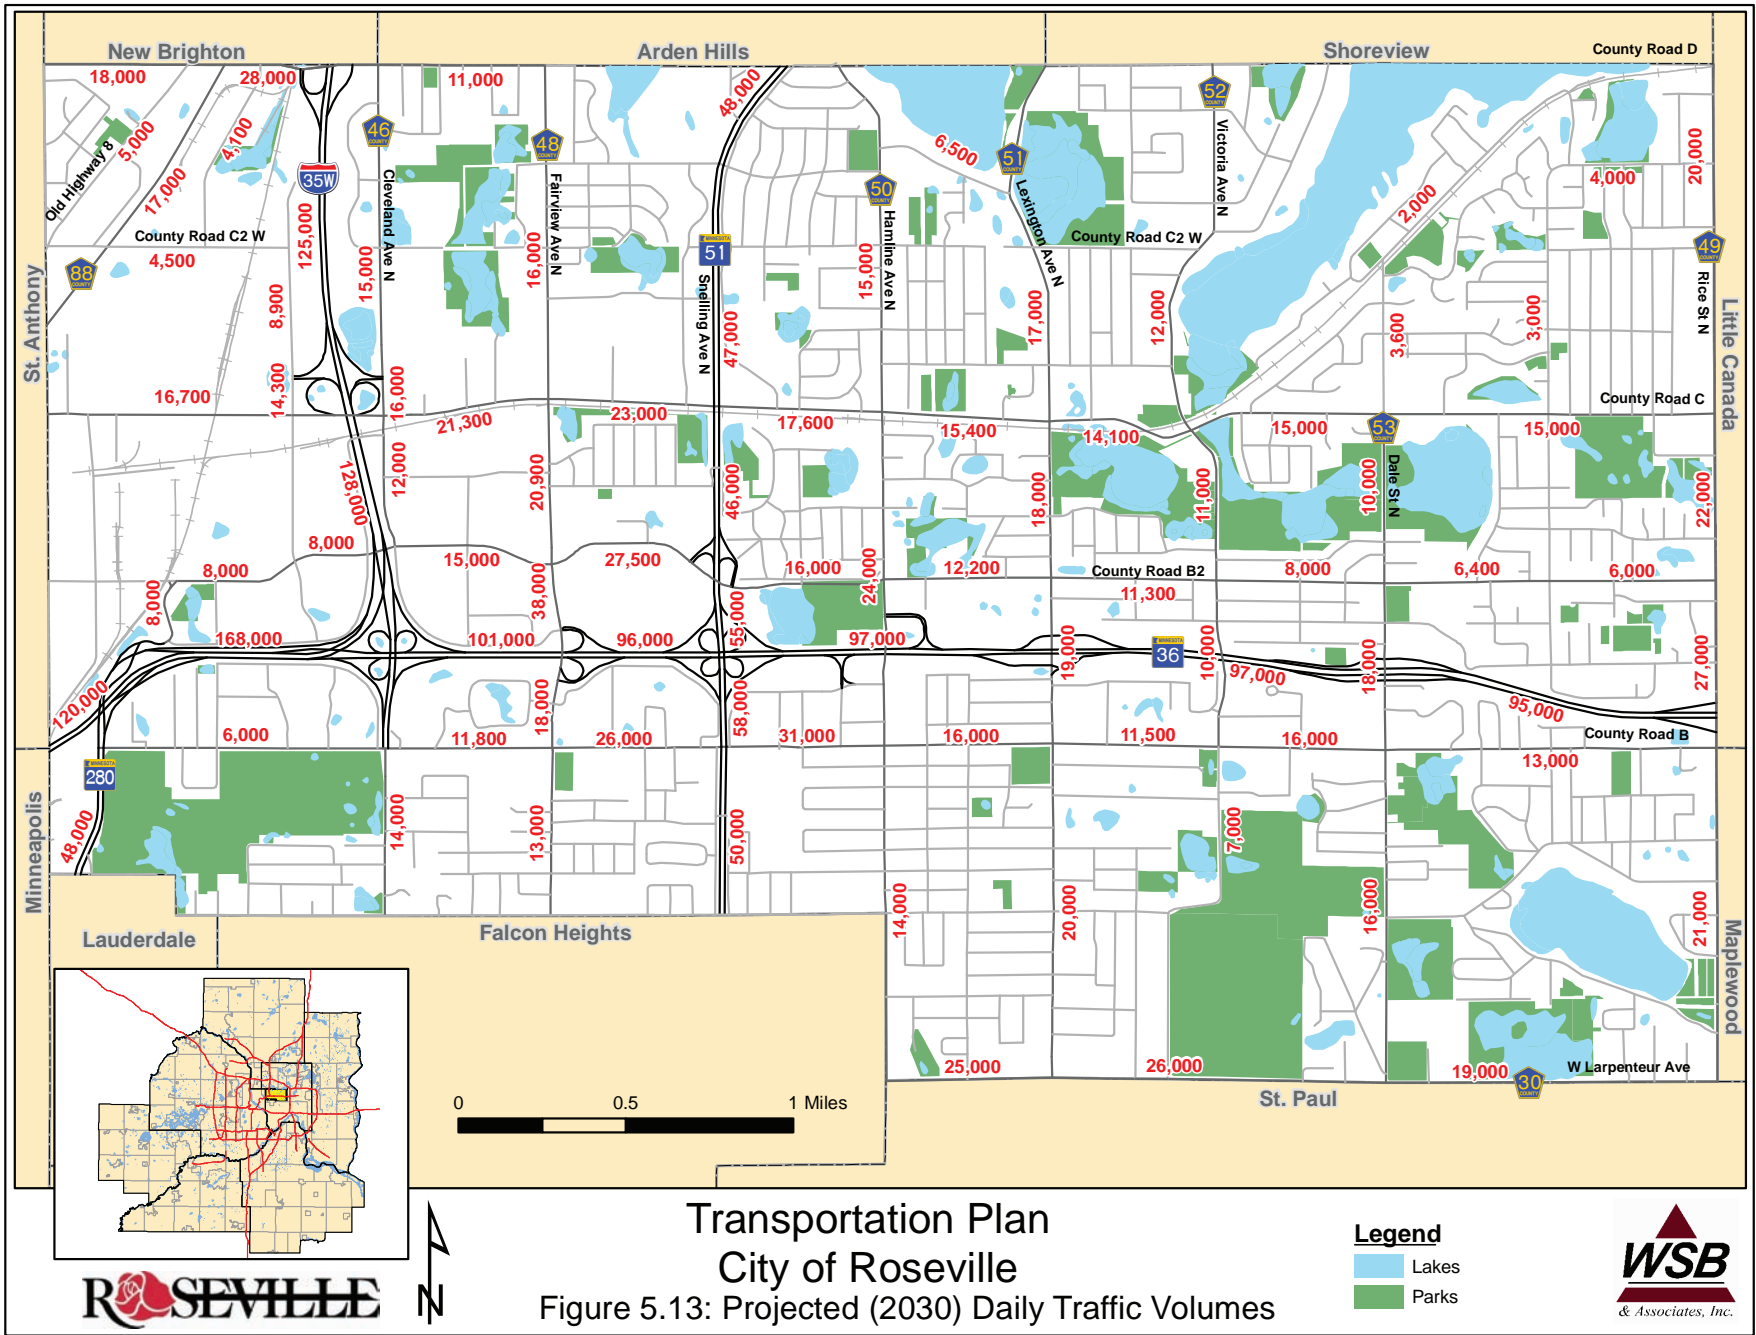 New Brighton
Arden Hills
Shoreview
County Road D
18,000
28,000
11,000
48,000
52
COUNTY
46
COUNTY
48
COUNTY
5,000
4,100
Old Highway 8
17,000
35W
Cleveland Ave N
Fairview Ave N
6,500
51
COUNTY
50
COUNTY
Victoria Ave N
20,000
4,000
2,000
Lexington Ave N
Hamline Ave N
125,000
County Road C2 W
4,500
88
COUNTY
15,000
16,000
MINNESOTA
51
Snelling Ave N
15,000
County Road C2 W
49
COUNTY
Rice St N
St. Anthony
8,900
47,000
17,000
12,000
3,600
3,000
Little Canada
16,700
14,300
16,000
21,300
23,000
17,600
15,400
14,100
15,000
53
COUNTY
15,000
County Road C
128,000
12,000
20,900
46,000
18,000
11,000
10,000
Dale St N
22,000
8,000
8,000
8,000
15,000
27,500
38,000
16,000
24,000
12,200
County Road B2
11,300
8,000
6,400
6,000
168,000
101,000
96,000
55,000
97,000
19,000
MINNESOTA
36
10,000
97,000
18,000
27,000
95,000
120,000
18,000
58,000
6,000
11,800
26,000
31,000
16,000
11,500
16,000
County Road B
13,000
MINNESOTA
280
Minneapolis
48,000
14,000
13,000
50,000
7,000
14,000
20,000
16,000
21,000
Maplewood
Lauderdale
Falcon Heights
25,000
26,000
19,000
30
COUNTY
W Larpenteur Ave
St. Paul
0
0.5
1 Miles
N
Transportation Plan
City of Roseville
Figure 5.13: Projected (2030) Daily Traffic Volumes
ROSEVILLE
Legend
Lakes
Parks
WSB
& Associates, Inc.